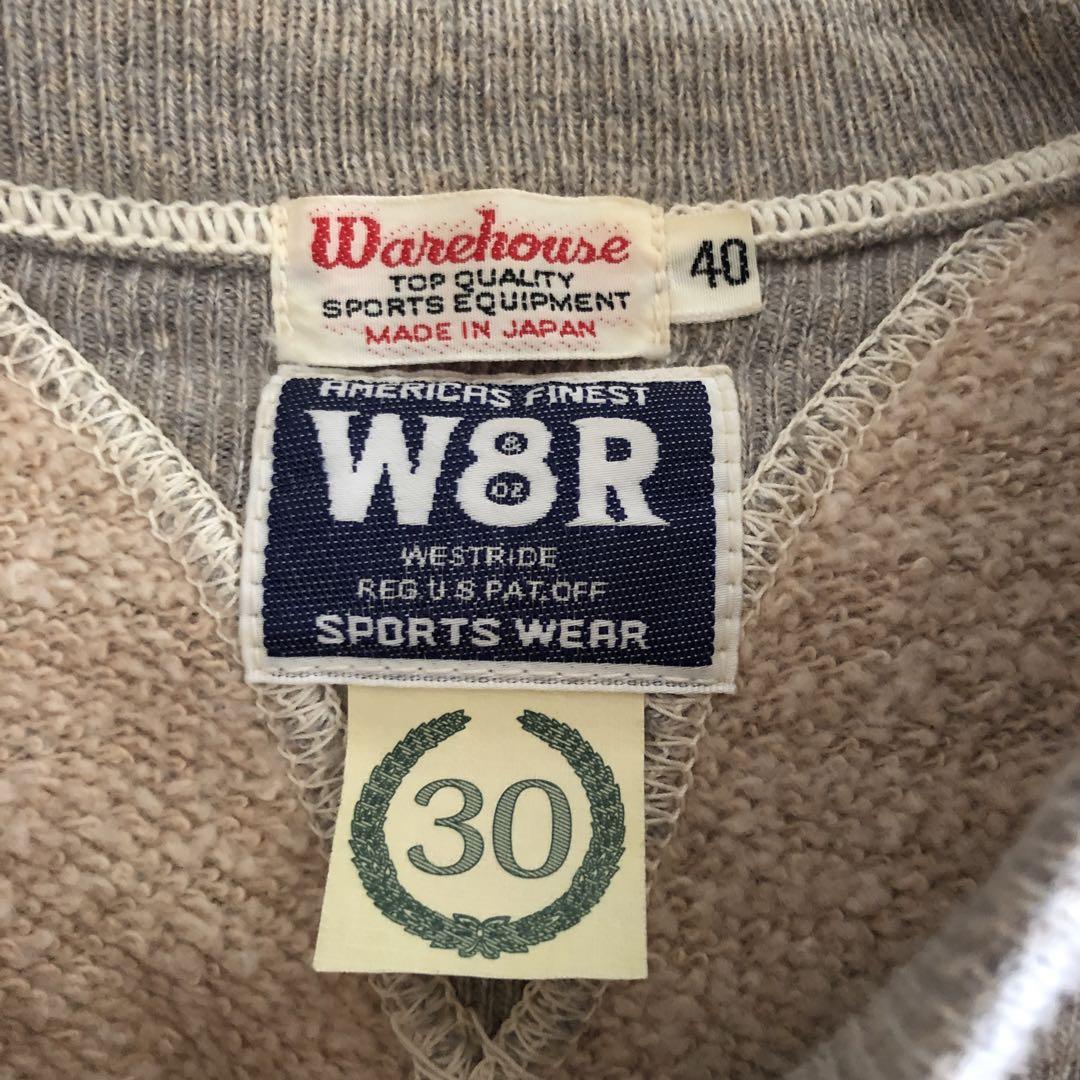 Warehouse
TOP QUALITY
SPORTS EQUIPMENT
MADE IN JAPAN
40
AMERICAS FINEST
W8R
&
02
WESTRIDE
REG U.S.PAT.OFF
SPORTS WEAR
30